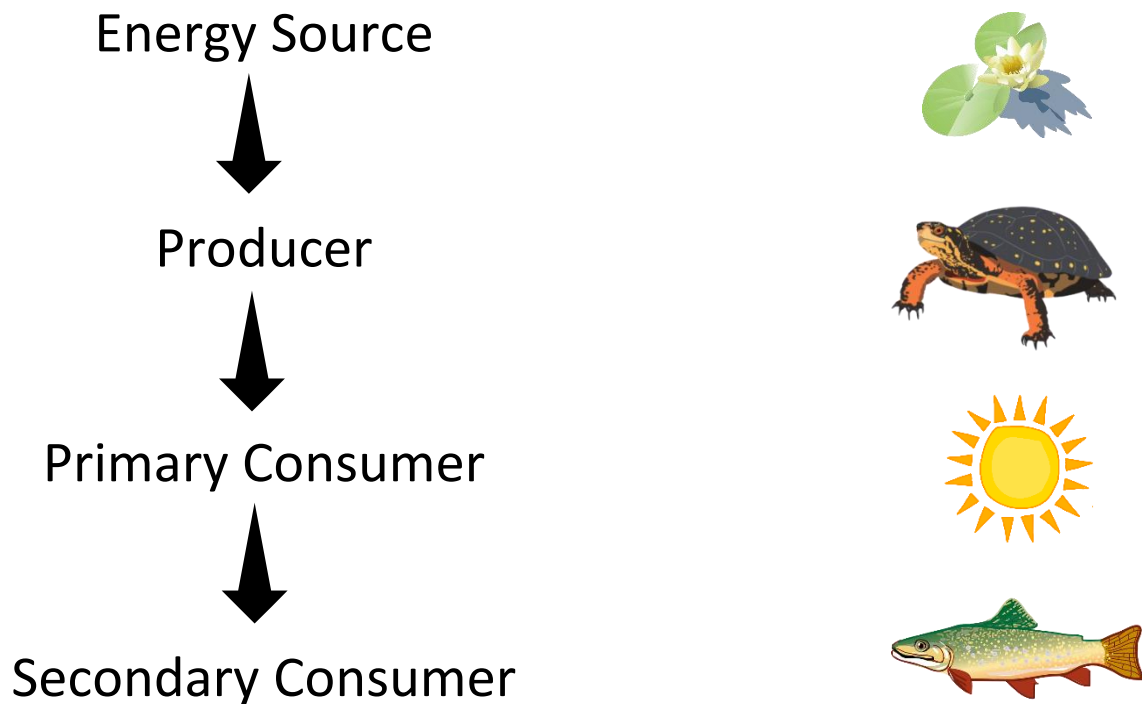 Energy Source
Producer
Primary Consumer
Secondary Consumer